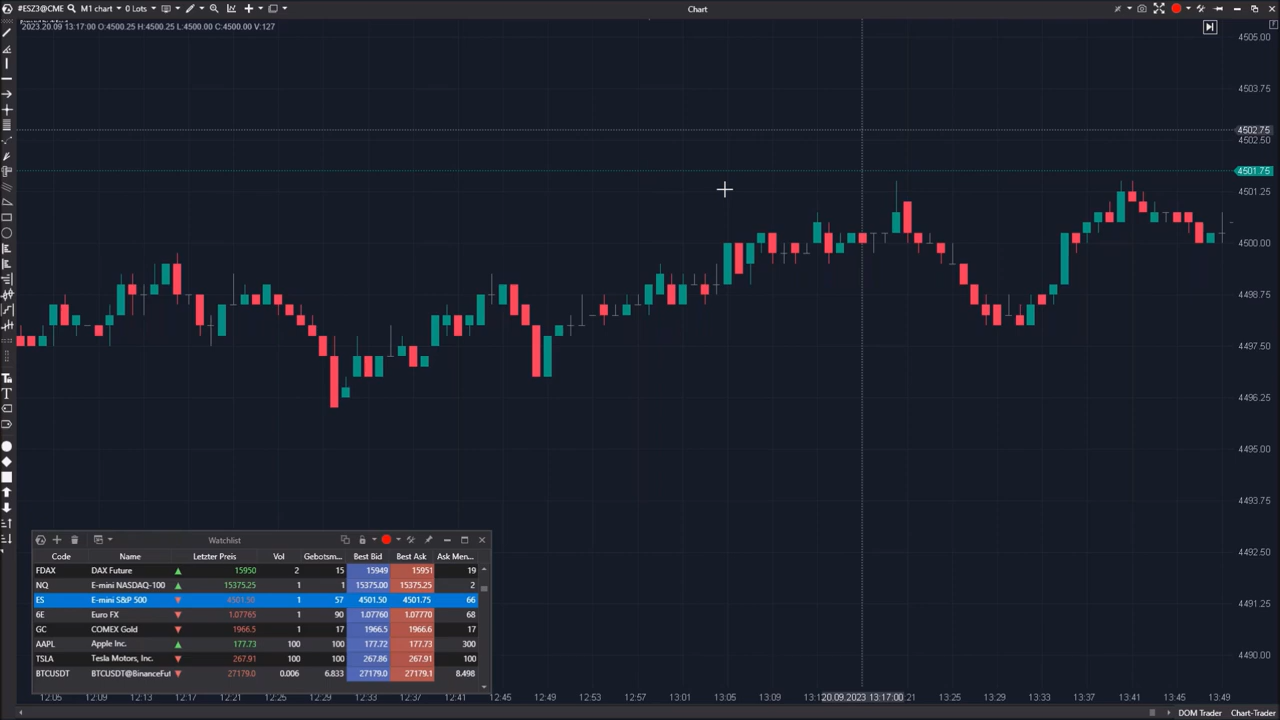 #ESZ3@CME M1 chart 0 Lots Chart
2023.20.09 13:17:00 O:4500.25 H:4500.25 L:4500.00 C:4500.00 V:127
4505.00
4503.75
4502.75
4502.50
4501.75
4501.25
4500.00
4498.75
4497.50
4496.25
4495.00
4493.75
4492.50
4491.25
4490.00
Watchlist
Code Name Letzter Preis Vol Gebotsm... Best Bid Best Ask Ask Men...
FDAX DAX Future 15950 2 15 15949 15951 19
NQ E-mini NASDAQ-100 15375.25 1 1 15375.00 15375.25 2
ES E-mini S&P 500 4501.50 1 57 4501.50 4501.75 66
6E Euro FX 1.07765 1 90 1.07760 1.07770 68
GC COMEX Gold 1966.5 1 17 1966.5 1966.6 17
AAPL Apple Inc. 177.73 100 100 177.72 177.73 300
TSLA Tesla Motors, Inc. 267.91 100 100 267.86 267.91 100
BTCUSDT BTCUSDT@BinanceFut 27179.0 0.006 6.833 27179.0 27179.1 8.498
12:05 12:09 12:13 12:17 12:21 12:25 12:29 12:33 12:37 12:41 12:45 12:49 12:53 12:57 13:01 13:05 13:09 13:1 20.09.2023 13:17:00 :21 13:25 13:29 13:33 13:37 13:41 13:45 13:49
DOM Trader Chart-Trader